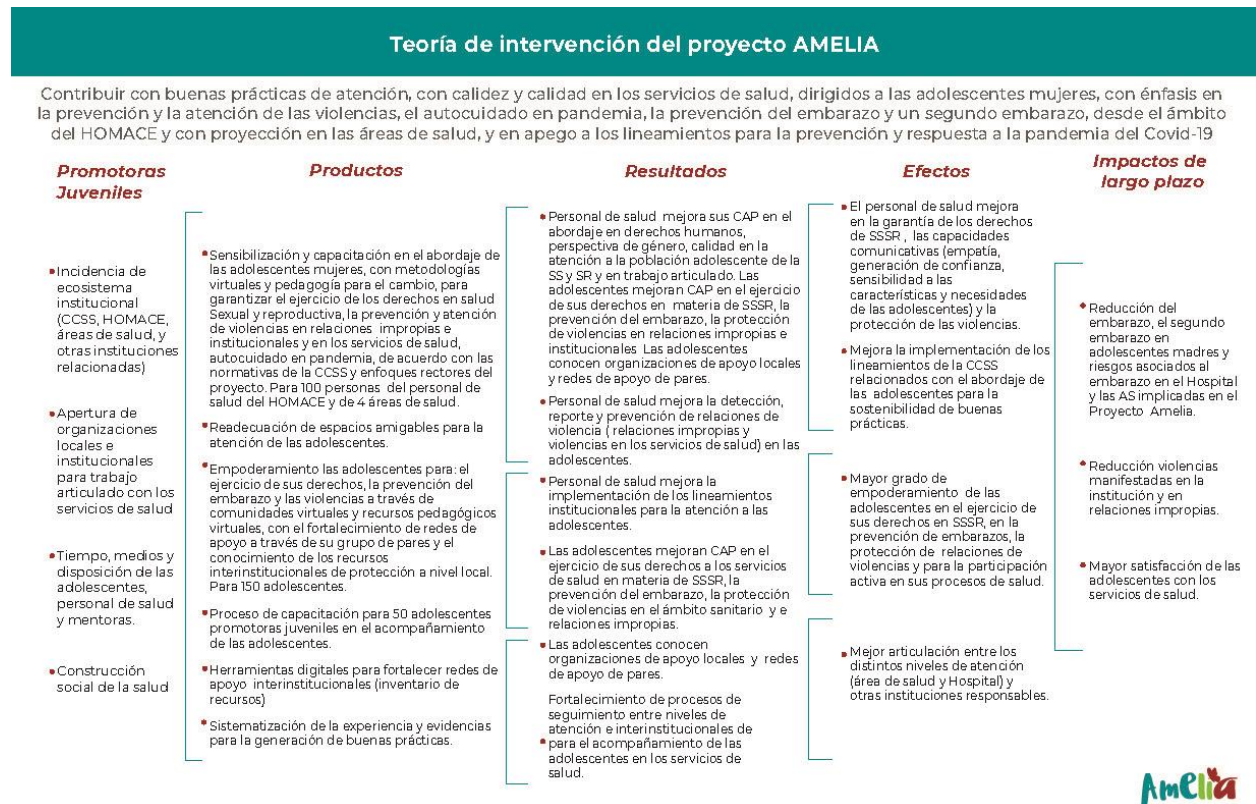 Teoría de intervención del proyecto AMELIA
Contribuir con buenas prácticas de atención, con calidez y calidad en los servicios de salud, dirigidos a las adolescentes mujeres, con énfasis en
la prevención y la atención de las violencias, el autocuidado en pandemia, la prevención del embarazo y un segundo embarazo, desde el ámbito
del HOMACE y con proyección en las áreas de salud, y en apego a los lineamientos para la prevención y respuesta a la pandemia del Covid-19
Promotoras
Juveniles
•Incidencia de
ecosistema
institucional
(CCSS, HOMACE,
áreas de salud, y
otras instituciones
relacionadas)
•Apertura de
organizaciones
locales e
institucionales
para trabajo
articulado con los
servicios de salud
•Tiempo, medios y
disposición de las
adolescentes,
personal de salud
y mentoras.
•Construcción
social de la salud
Productos
•Sensibilización y capacitación en el abordaje de
las adolescentes mujeres, con metodologías
virtuales y pedagogía para el cambio, para
garantizar el ejercicio de los derechos en salud
Sexual y reproductiva, la prevención y atención
de violencias en relaciones impropias e
institucionales y en los servicios de salud,
autocuidado en pandemia, de acuerdo con las
normativas de la CCSS y enfoques rectores del
proyecto. Para 100 personas del personal de
salud del HOMACE y de 4 áreas de salud.
•Readecuación de espacios amigables para la
atención de las adolescentes.
•Empoderamiento las adolescentes para: el
ejercicio de sus derechos, la prevención del
embarazo y las violencias a través de
comunidades virtuales y recursos pedagógicos
virtuales, con el fortalecimiento de redes de
apoyo a través de su grupo de pares y el
conocimiento de los recursos
interinstitucionales de protección a nivel local.
Para 150 adolescentes.
•Proceso de capacitación para 50 adolescentes
promotoras juveniles en el acompañamiento
de las adolescentes.
•Herramientas digitales para fortalecer redes de
apoyo interinstitucionales (inventario de
recursos)
•Sistematización de la experiencia y evidencias
para la generación de buenas prácticas.
Resultados
•Personal de salud mejora sus CAP en el
abordaje en derechos humanos,
perspectiva de género, calidad en la
atención a la población adolescente de la
SS y SR y en trabajo articulado. Las
adolescentes mejoran CAP en el ejercicio
de sus derechos en materia de SSSR, la
prevención del embarazo, la protección
de violencias en relaciones impropias e
institucionales Las adolescentes
conocen organizaciones de apoyo locales
y redes de apoyo de pares.
•Personal de salud mejora la detección,
reporte y prevención de relaciones de
violencia ( relaciones impropias y
violencias en los servicios de salud) en las
adolescentes.
•Personal de salud mejora la
implementación de los lineamientos
institucionales para la atención a las
adolescentes.
•Las adolescentes mejoran CAP en el
ejercicio de sus derechos a los servicios
de salud en materia de SSSR, la
prevención del embarazo, la protección
de violencias en el ámbito sanitario y e
relaciones impropias.
•Las adolescentes conocen
organizaciones de apoyo locales y redes
de apoyo de pares.
Fortalecimiento de procesos de
seguimiento entre niveles de
atención e interinstitucionales de
•para el acompañamiento de las
adolescentes en los servicios de
salud.
Efectos
•El personal de salud mejora
en la garantía de los derechos
de SSSR , las capacidades
comunicativas (empatía,
generación de confianza,
sensibilidad a las
características y necesidades
de las adolescentes) y la
protección de las violencias.
•Mejora la implementación de los
lineamientos de la CCSS
relacionados con el abordaje de
las adolescentes para la
sostenibilidad de buenas
prácticas.
•Mayor grado de
empoderamiento de las
adolescentes en el ejercicio de
sus derechos en SSSR, en la
prevención de embarazos, la
protección de relaciones de
violencias y para la participación
activa en sus procesos de salud.
•Mejor articulación entre los
distintos niveles de atención
(área de salud y Hospital) y
otras instituciones responsables.
Impactos de
largo plazo
•Reducción del
embarazo, el segundo
embarazo en
adolescentes madres y
riesgos asociados al
embarazo en el Hospital
y las AS implicadas en el
Proyecto Amelia.
•Reducción violencias
manifestadas en la
institución y en
relaciones impropias.
•Mayor satisfacción de las
adolescentes con los
servicios de salud.
Amelia